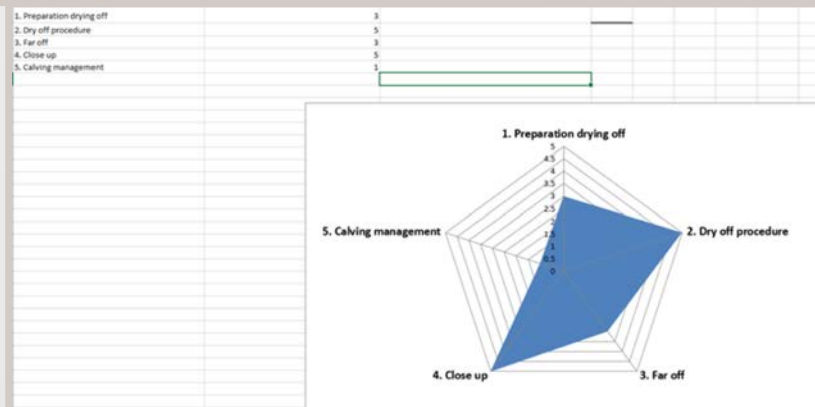 1. Preparation drying off 3
2. Dry off procedure 5
3. Far off 3
4. Close up 5
5. Calving management 1
1. Preparation drying off
5
4.5
4
3.5
3
2.5
2
1.5
1
0.5
0
5. Calving management
2. Dry off procedure
4. Close up
3. Far off